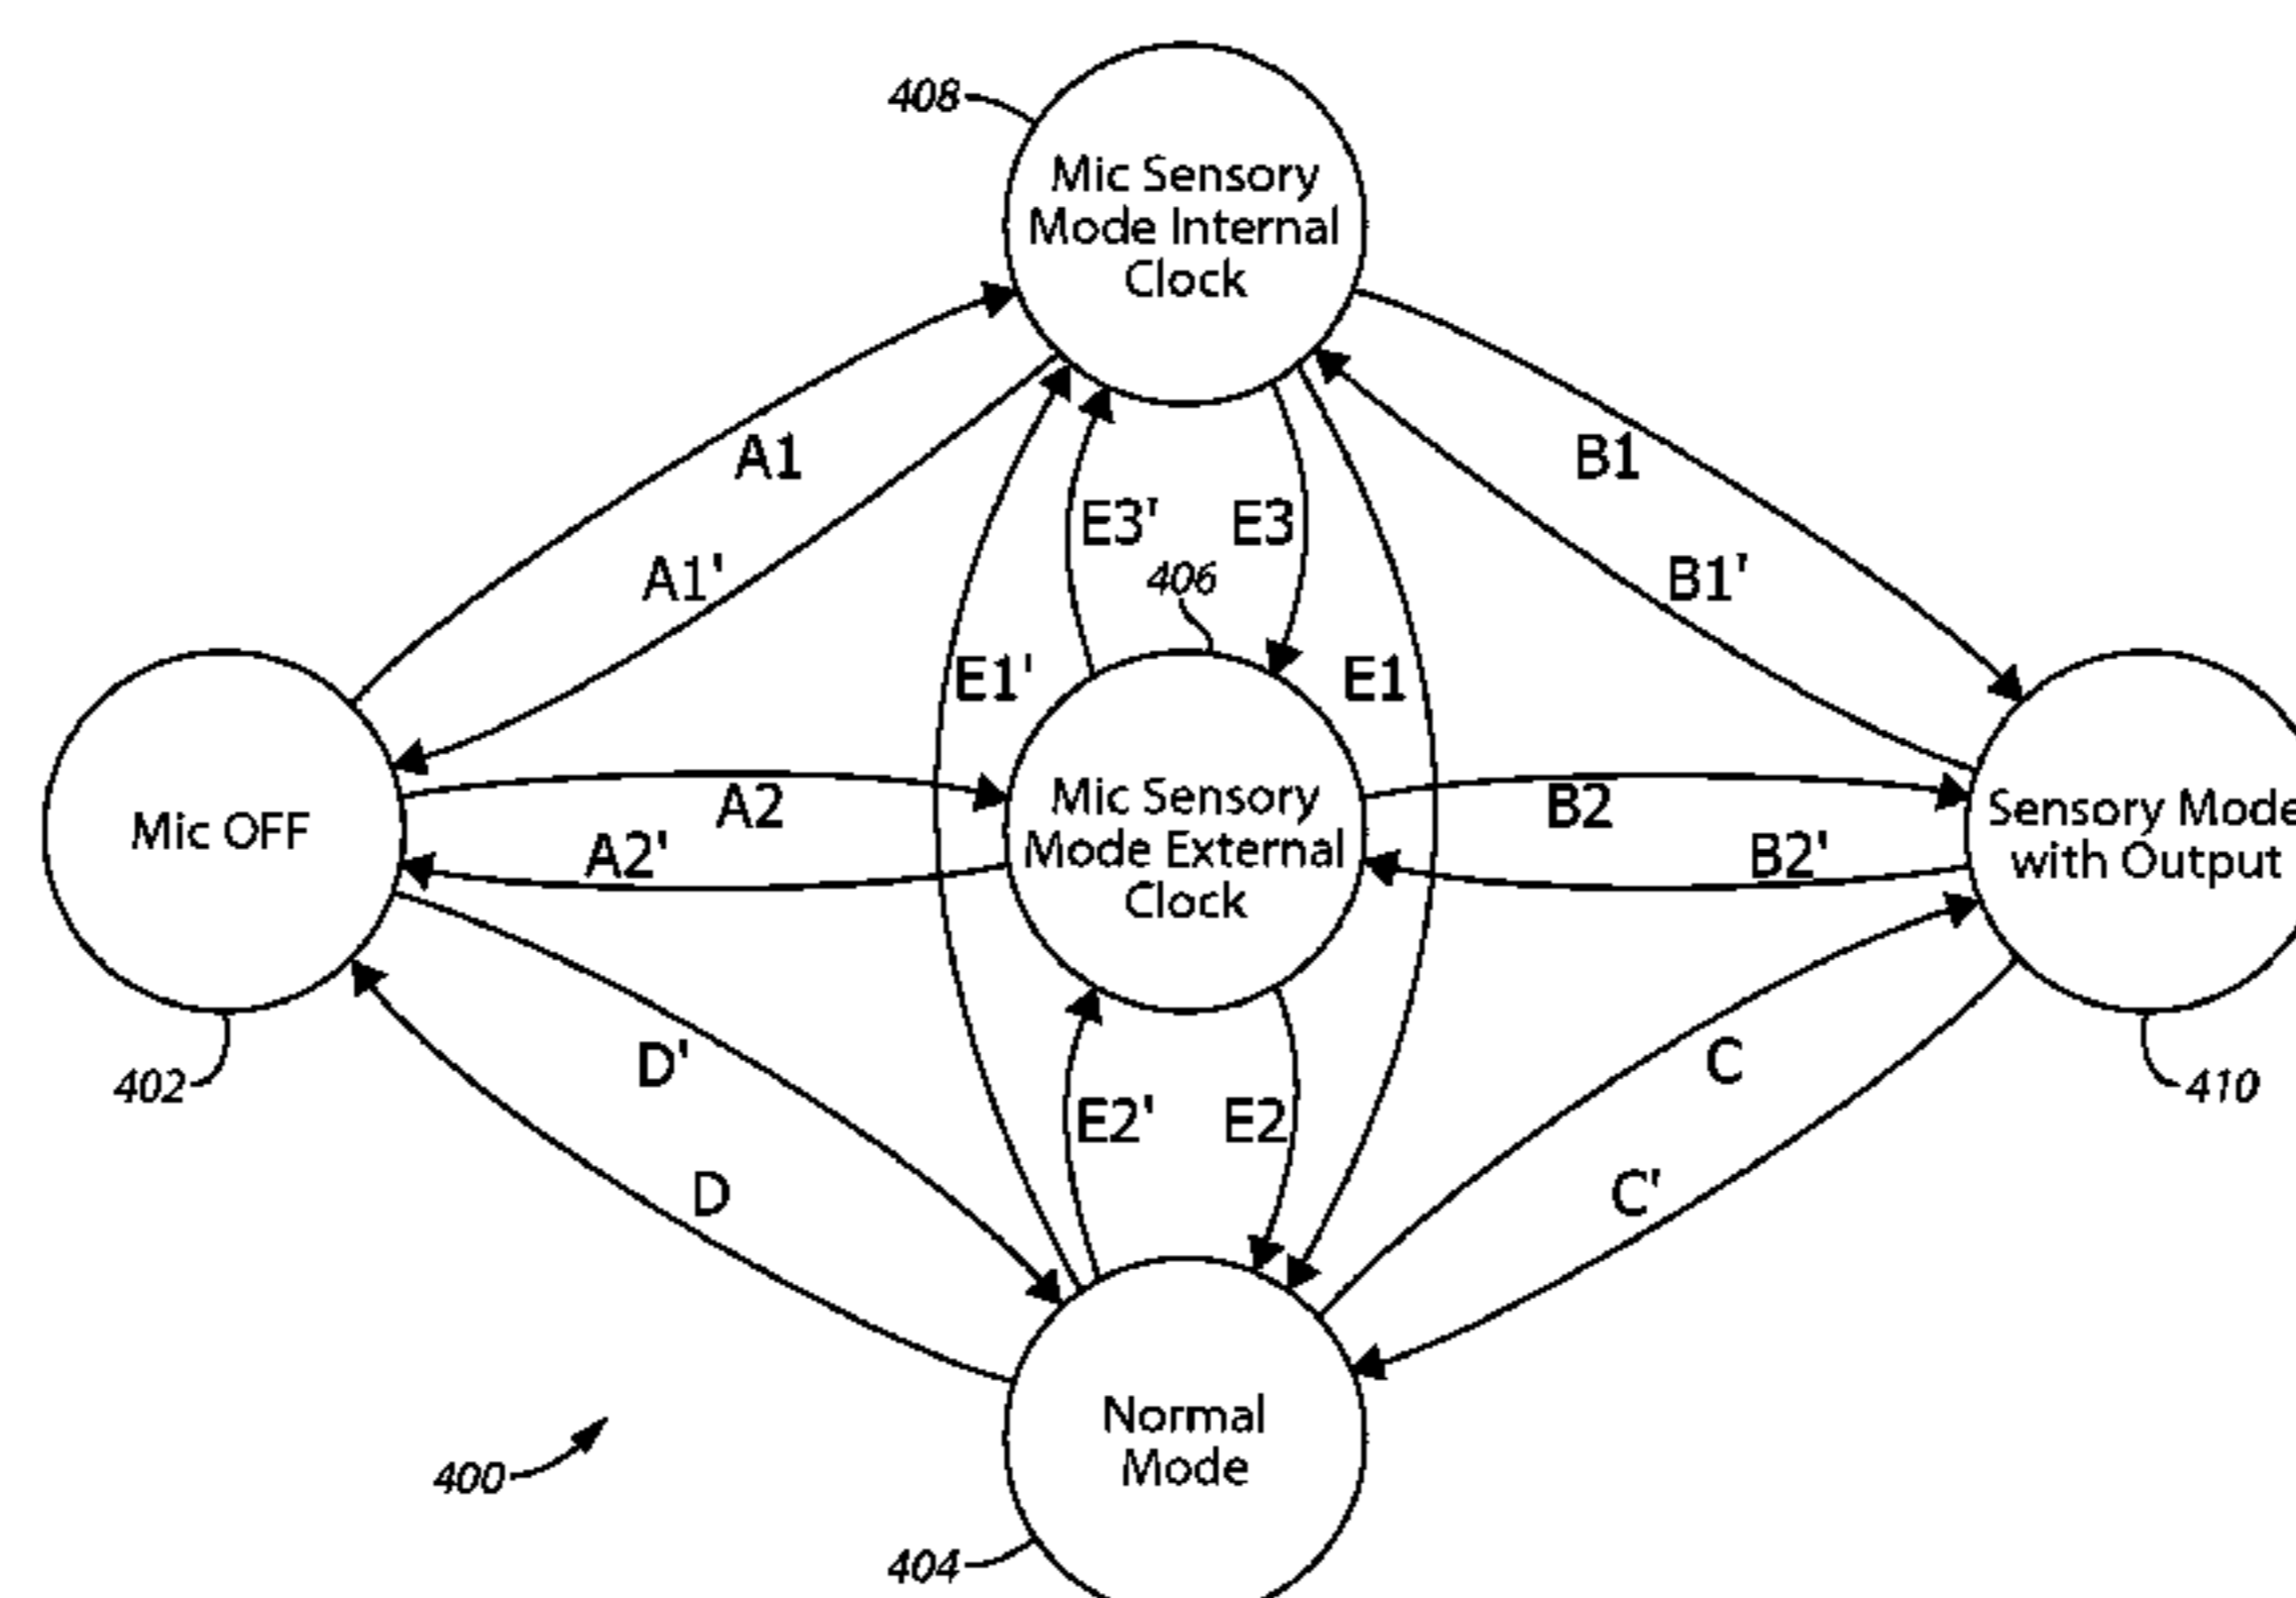 408
Mic Sensory
Mode Internal
Clock
A1
B1
E3'
E3
A1'
406
B1'
E1'
E1
Mic OFF
A2
A2'
Mic Sensory
Mode External
Clock
B2
B2'
Sensory Mode
with Output
402
D'
E2'
E2
C
410
D
C'
Normal
Mode
400
404